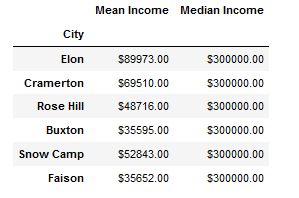 Mean Income Median Income
City
Elon $89973.00 $300000.00
Cramerton $69510.00 $300000.00
Rose Hill $48716.00 $300000.00
Buxton $35595.00 $300000.00
Snow Camp $52843.00 $300000.00
Faison $35652.00 $300000.00